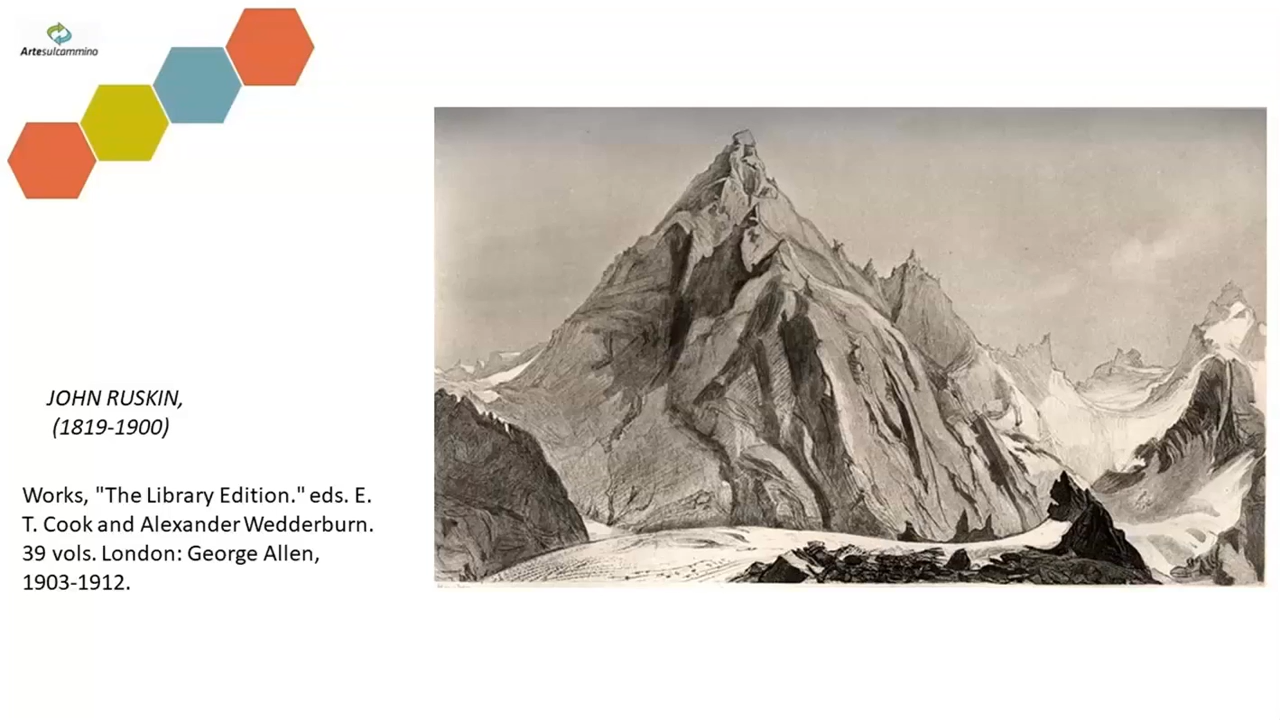 Artesulcammino
JOHN RUSKIN,
(1819-1900)
Works, "The Library Edition." eds. E.
T. Cook and Alexander Wedderburn.
39 vols. London: George Allen,
1903-1912.